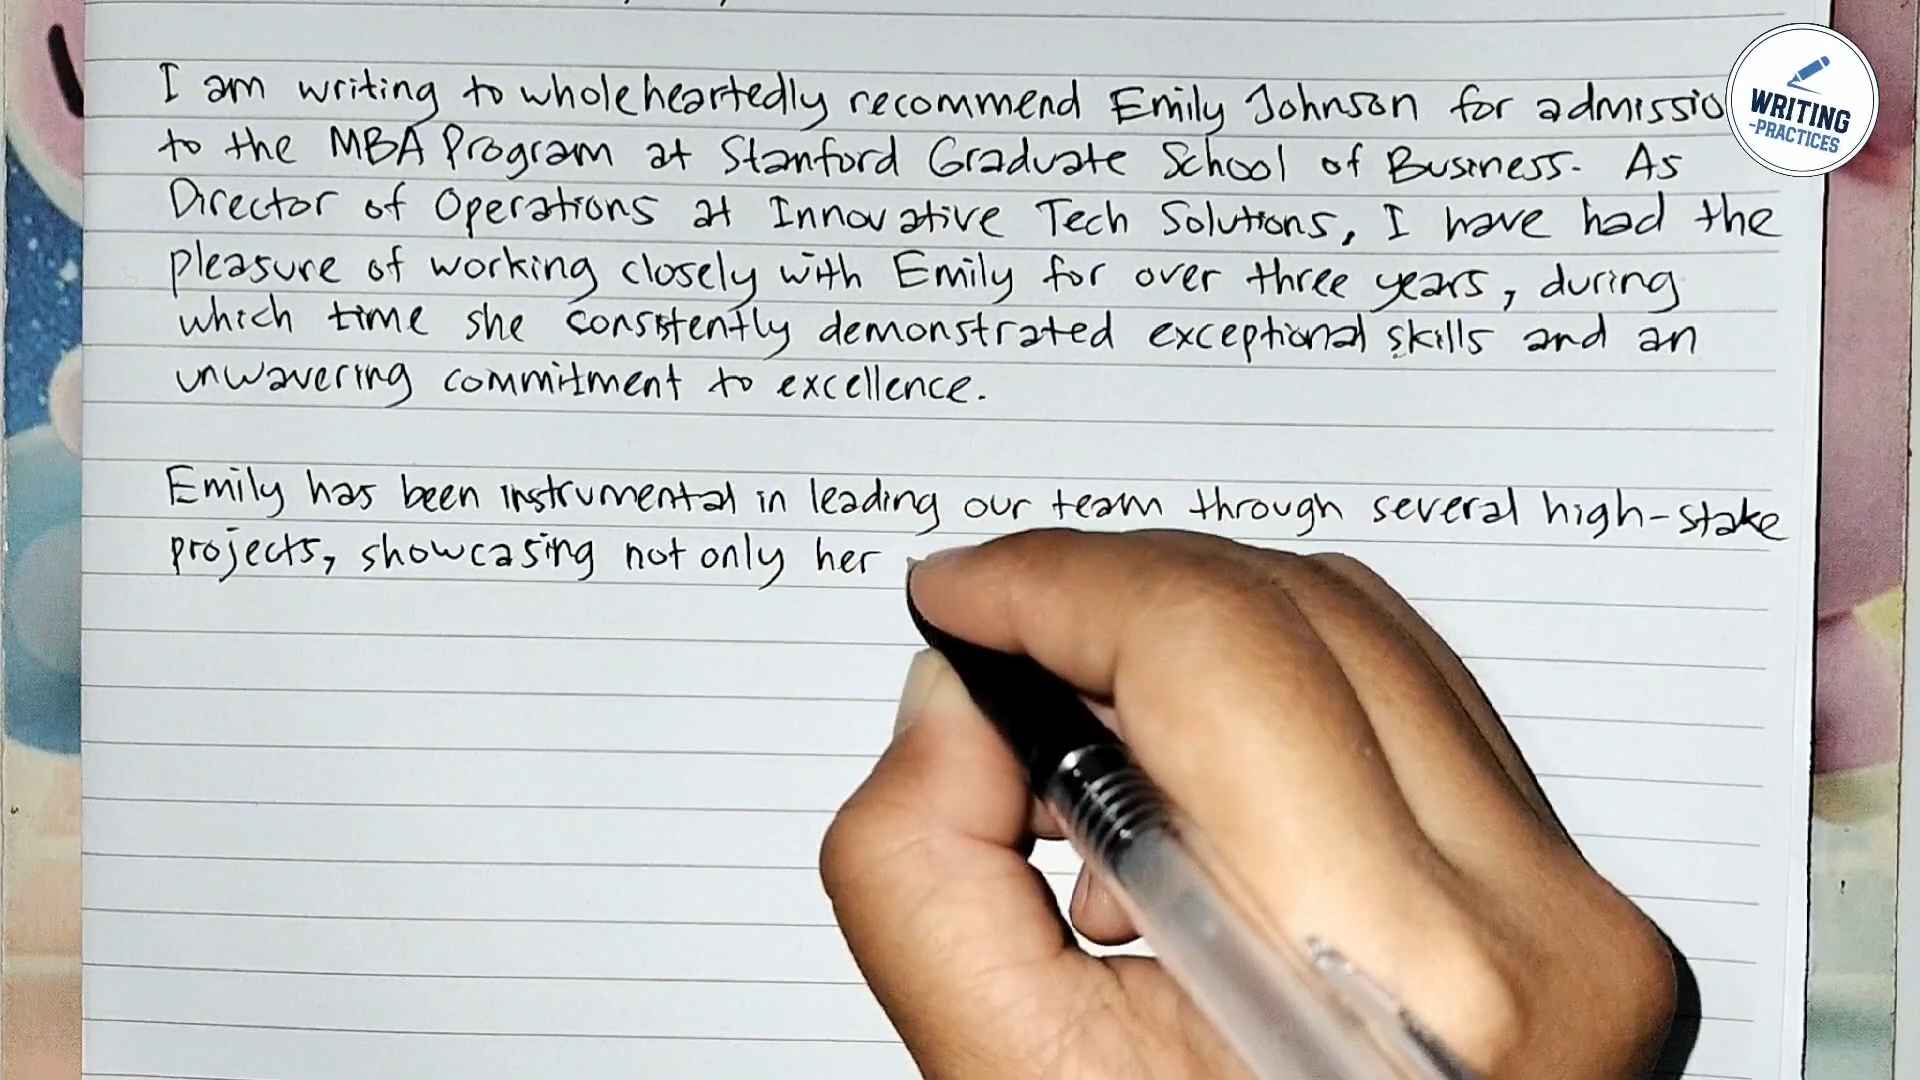 I am writing to wholeheartedly recommend Emily Johnson for admissio
to the MBA Program at Stanford Graduate School of Business. As
Director of Operations at Innovative Tech Solutions, I have had the
pleasure of working closely with Emily for over three years, during
which time she consistently demonstrated exceptional skills and an
unwavering commitment to excellence.
Emily has been instrumental in leading our team through several high-stake
projects, showcasing not only her
WRITING
-PRACTICES